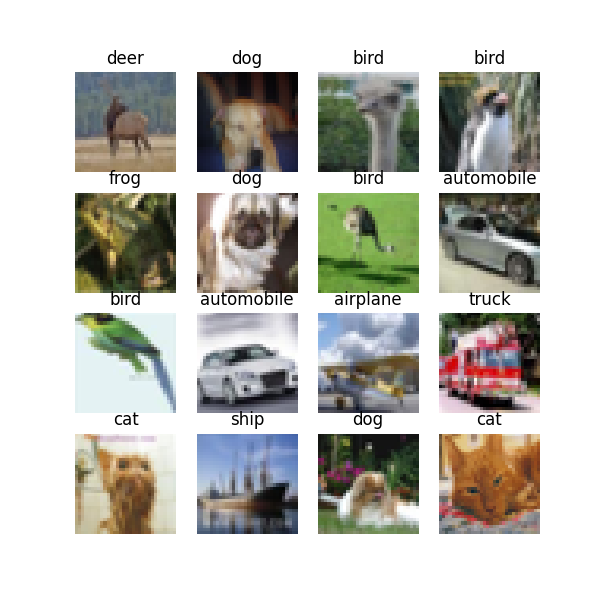 deer dog bird bird
frog dog bird automobile
bird automobile airplane truck
cat ship dog cat